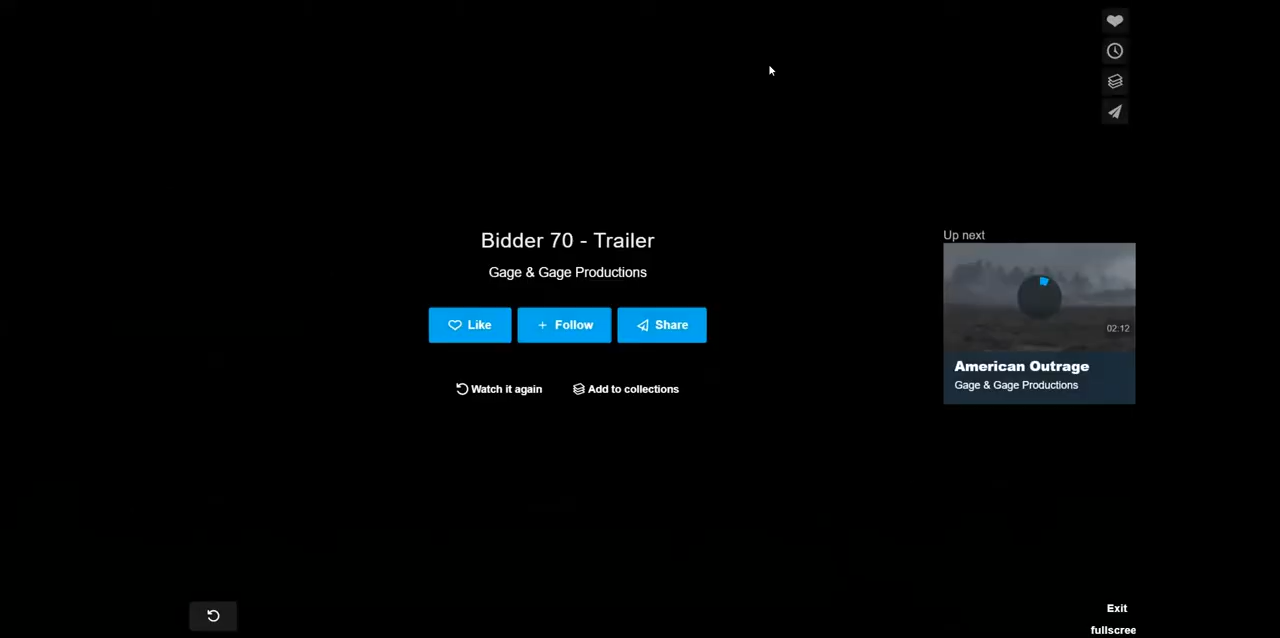 Bidder 70 - Trailer
Gage & Gage Productions
Like
+ Follow
Share
Watch it again
Add to collections
Up next
02:12
American Outrage
Gage & Gage Productions
Exit
fullscree